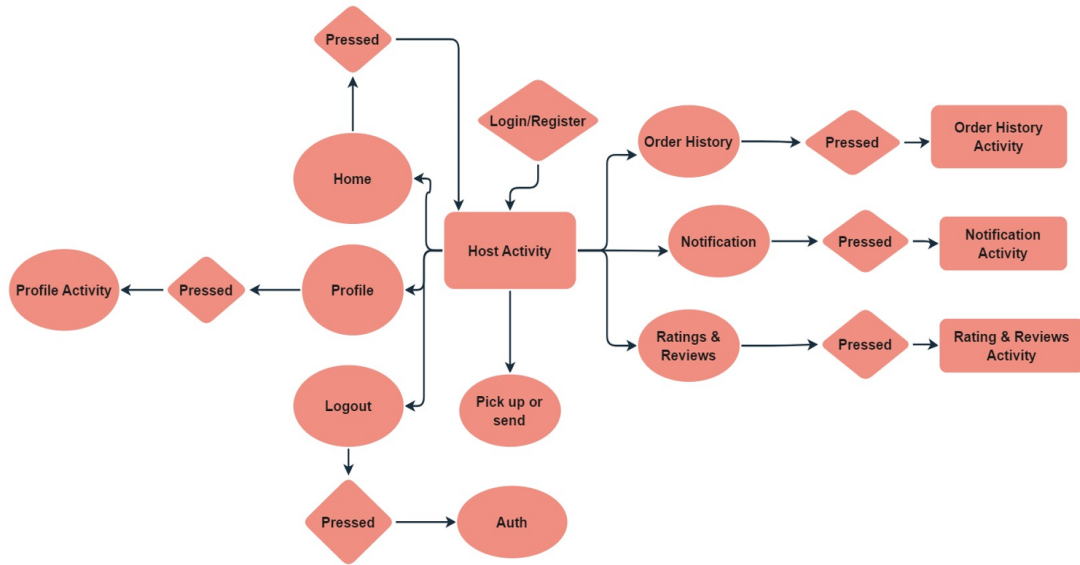 Pressed
Login/Register
Order History
Pressed
Order History
Activity
Home
Host Activity
Notification
Pressed
Notification
Activity
Profile Activity
Pressed
Profile
Ratings &
Reviews
Pressed
Rating & Reviews
Activity
Logout
Pick up or
send
Pressed
Auth